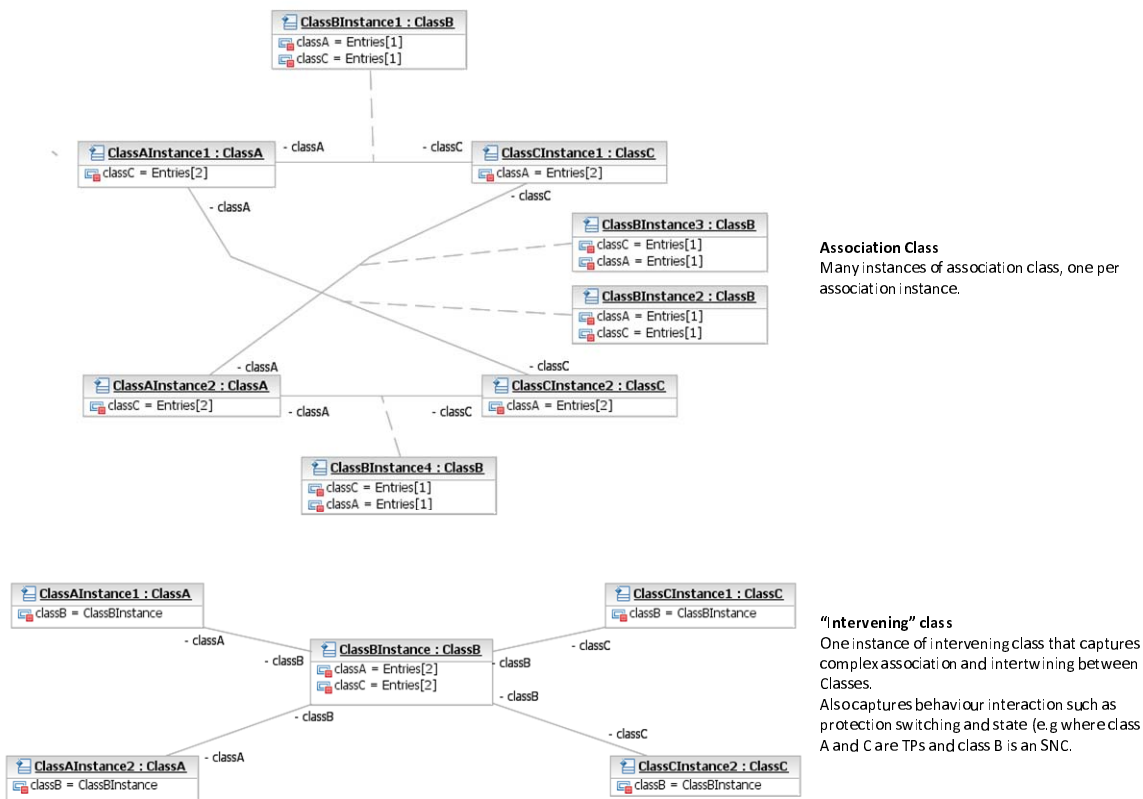 ClassBInstance1 : ClassB
classA = Entries[1]
classC = Entries[1]
ClassAInstance1 : ClassA
classC = Entries[2]
- classA
- classC
ClassCInstance1 : ClassC
classA = Entries[2]
- classA
- classC
ClassBInstance3 : ClassB
classC = Entries[1]
classA = Entries[1]
ClassBInstance2 : ClassB
classA = Entries[1]
classC = Entries[1]
Association Class
Many instances of association class, one per
association instance.
- classA
- classC
ClassAInstance2 : ClassA
classC = Entries[2]
- classA
- classC
ClassCInstance2 : ClassC
classA = Entries[2]
ClassBInstance4 : ClassB
classC = Entries[1]
classA = Entries[1]
ClassAInstance1 : ClassA
classB = ClassBInstance
- classA
- classB
ClassCInstance1 : ClassC
classB = ClassBInstance
- classC
- classB
ClassBInstance : ClassB
classA = Entries[2]
classC = Entries[2]
- classB
- classB
ClassAInstance2 : ClassA
classB = ClassBInstance
- classA
- classC
ClassCInstance2 : ClassC
classB = ClassBInstance
“Intervening” class
One instance of intervening class that captures
complex association and intertwining between
Classes.
Also captures behaviour interaction such as
protection switching and state (e.g where class
A and C are TPs and class B is an SNC.